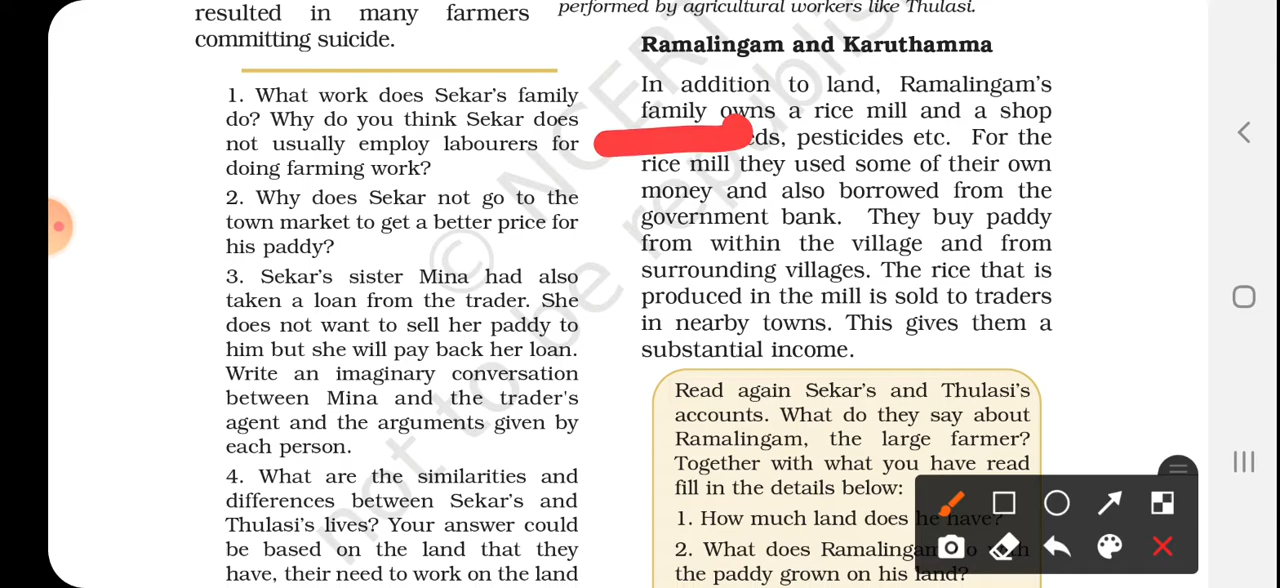 resulted in many farmers
committing suicide.
1. What work does Sekar's family
do? Why do you think Sekar does
not usually employ labourers for
doing farming work?
2. Why does Sekar not go to the
town market to get a better price for
his paddy?
3. Sekar's sister Mina had also
taken a loan from the trader. She
does not want to sell her paddy to
him but she will pay back her loan.
Write an imaginary conversation
between Mina and the trader's
agent and the arguments given by
each person.
4. What are the similarities and
differences between Sekar's and
Thulasi's lives? Your answer could
be based on the land that they
have, their need to work on the land
performed by agricultural workers like Thulasi.
Ramalingam and Karuthamma
In addition to land, Ramalingam's
family owns a rice mill and a shop
pesticides etc. For the
rice mill they used some of their own
money and also borrowed from the
government bank. They buy paddy
from within the village and from
surrounding villages. The rice that is
produced in the mill is sold to traders
in nearby towns. This gives them a
substantial income.
Read again Sekar's and Thulasi's
accounts. What do they say about
Ramalingam, the large farmer?
Together with what you have read
fill in the details below:
1. How much land does he have?
2. What does Ramalingam
the paddy grown on his land?
© NCERT
not to be republis